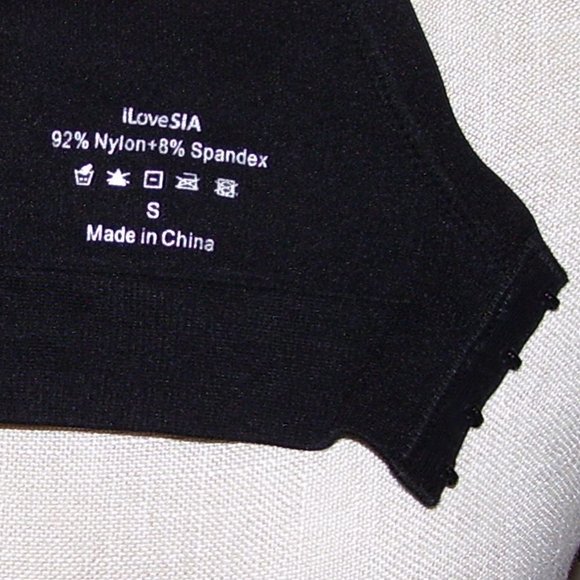 iLoveSIA
92% Nylon+8% Spandex
S
Made in China